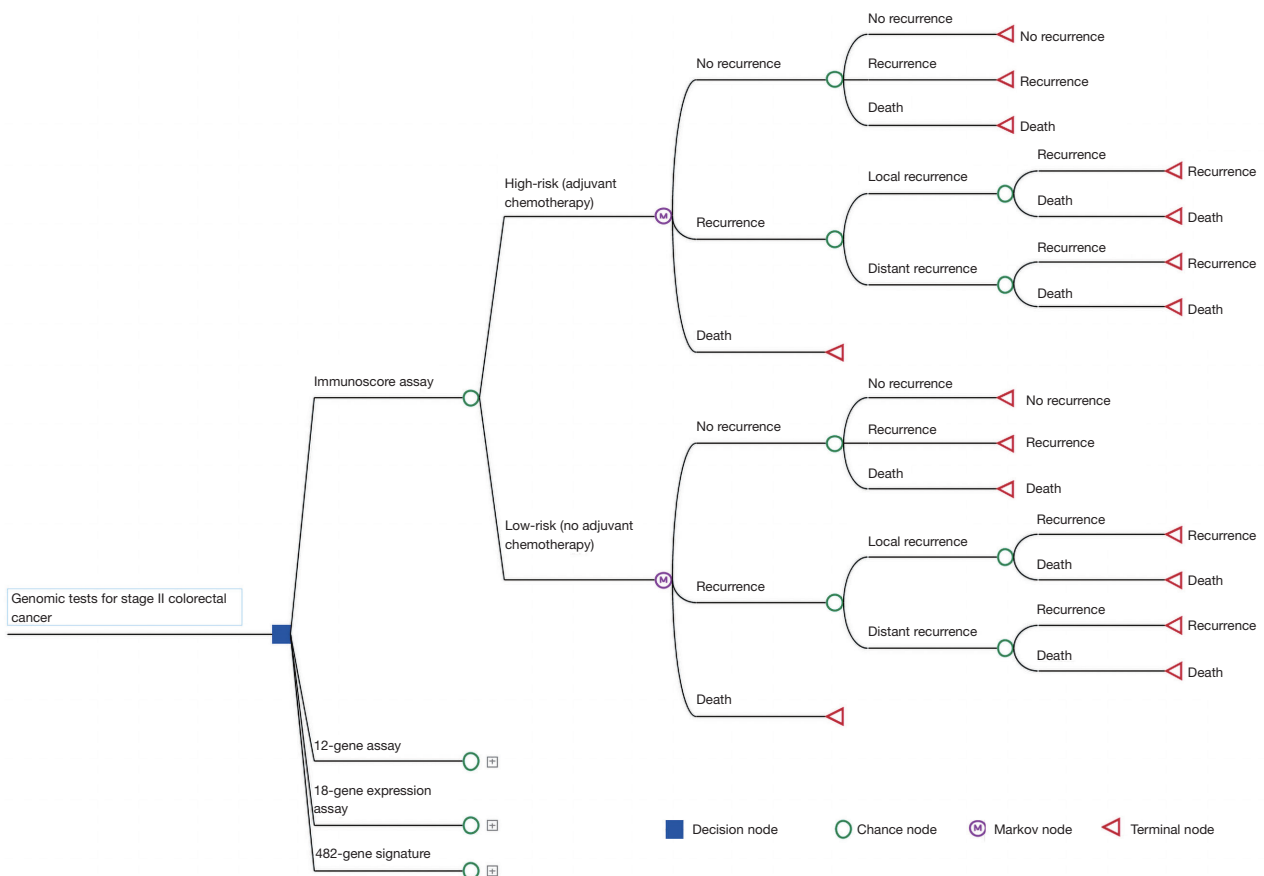 No recurrence
No recurrence
No recurrence
Recurrence
Recurrence
Death
Death
High-risk (adjuvant
chemotherapy)
M
Recurrence
Local recurrence
Recurrence
Recurrence
Death
Death
Distant recurrence
Recurrence
Recurrence
Death
Death
Death
Immunoscore assay
No recurrence
No recurrence
No recurrence
Recurrence
Recurrence
Death
Death
Low-risk (no adjuvant
chemotherapy)
M
Recurrence
Local recurrence
Recurrence
Recurrence
Death
Death
Distant recurrence
Recurrence
Recurrence
Death
Death
Death
Genomic tests for stage II colorectal
cancer
12-gene assay
18-gene expression
assay
482-gene signature
Decision node
Chance node
M Markov node
Terminal node